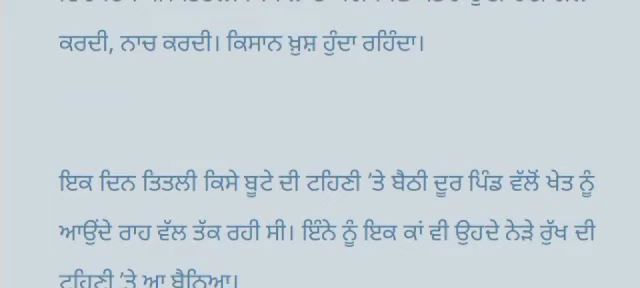 ਕਰਦੀ, ਨਾਚ ਕਰਦੀ। ਕਿਸਾਨ ਖ਼ੁਸ਼ ਹੁੰਦਾ ਰਹਿੰਦਾ।
ਇਕ ਦਿਨ ਤਿਤਲੀ ਕਿਸੇ ਬੂਟੇ ਦੀ ਟਹਿਣੀ ’ਤੇ ਬੈਠੀ ਦੂਰ ਪਿੰਡ ਵੱਲੋਂ ਖੇਤ ਨੂੰ
ਆਉਂਦੇ ਰਾਹ ਵੱਲ ਤੱਕ ਰਹੀ ਸੀ। ਇੰਨੇ ਨੂੰ ਇਕ ਕਾਂ ਵੀ ਉਹਦੇ ਨੇੜੇ ਰੁੱਖ ਦੀ
ਟਹਿਣੀ ’ਤੇ ਆ ਬੈਠਿਆ।